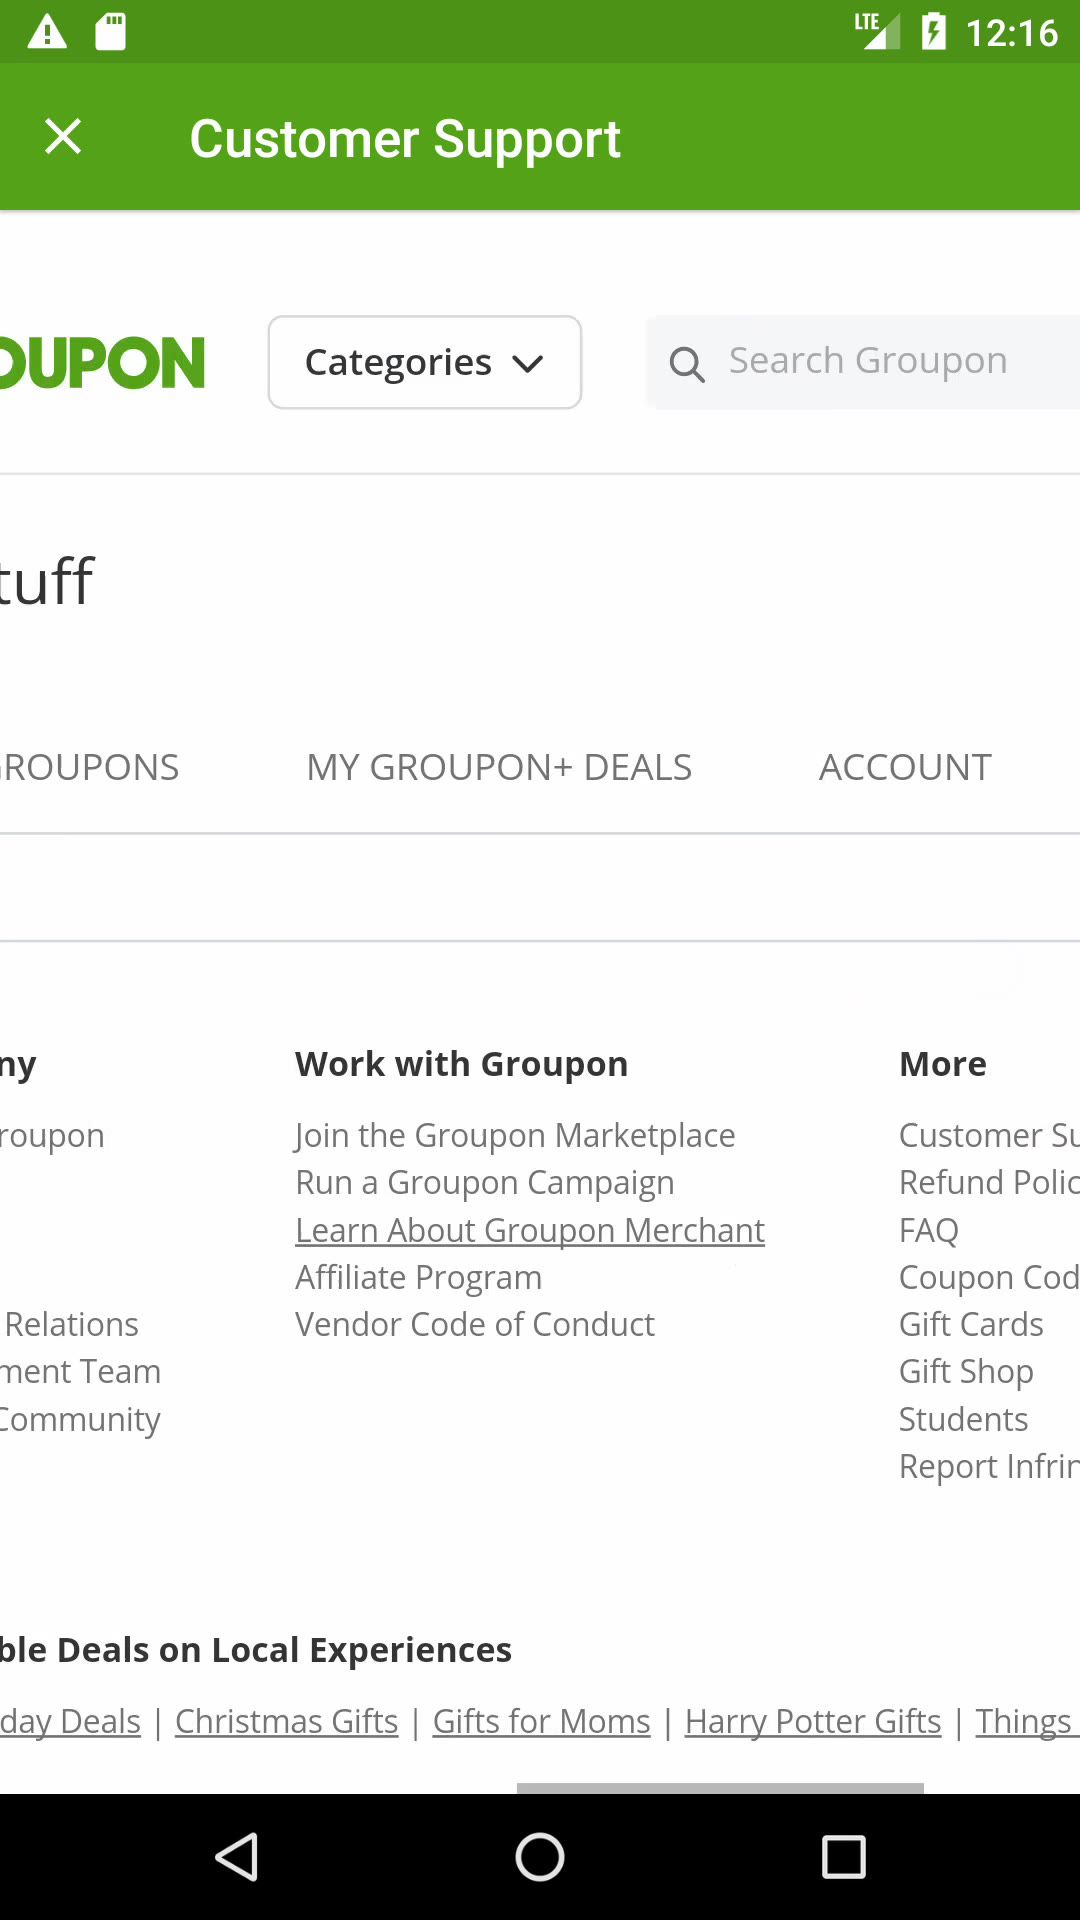 LTE 12:16
Customer Support
OUPON Categories Search Groupon
tuff
GROUPONS MY GROUPON+ DEALS ACCOUNT
ny Work with Groupon More
roupon Join the Groupon Marketplace Customer Su
Run a Groupon Campaign Refund Polic
Learn About Groupon Merchant FAQ
Affiliate Program Coupon Cod
Relations Vendor Code of Conduct Gift Cards
ment Team Gift Shop
Community Students
Report Infrin
ble Deals on Local Experiences
day Deals | Christmas Gifts | Gifts for Moms | Harry Potter Gifts | Things